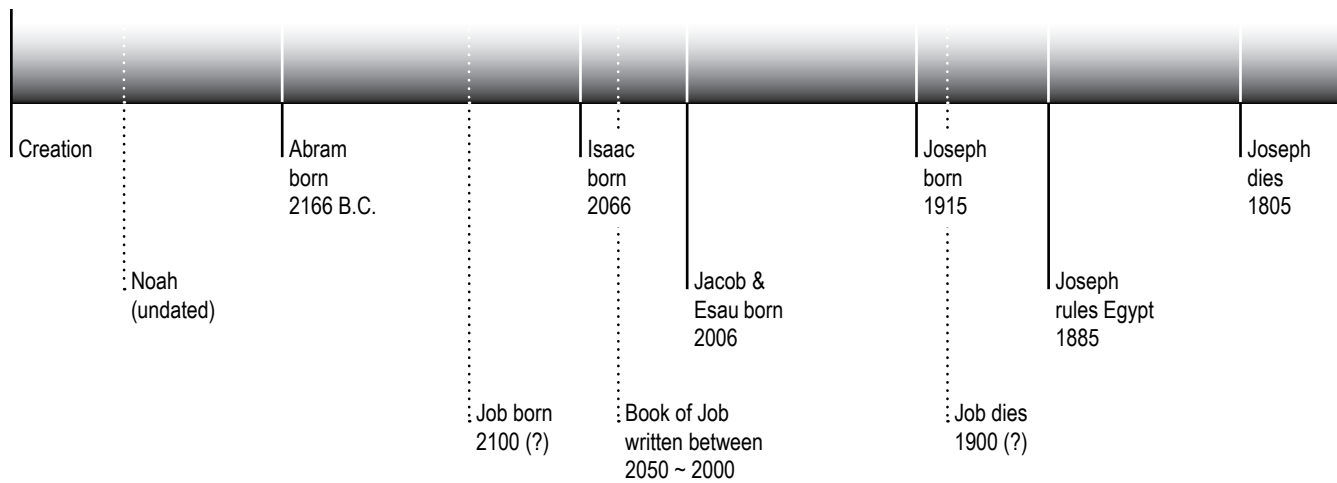 Creation
Abram
born
2166 B.C.
Isaac
born
2066
Joseph
born
1915
Joseph
dies
1805
Noah
(undated)
Jacob &
Esau born
2006
Joseph
rules Egypt
1885
Job born
2100 (?)
Book of Job
written between
2050 ~ 2000
Job dies
1900 (?)